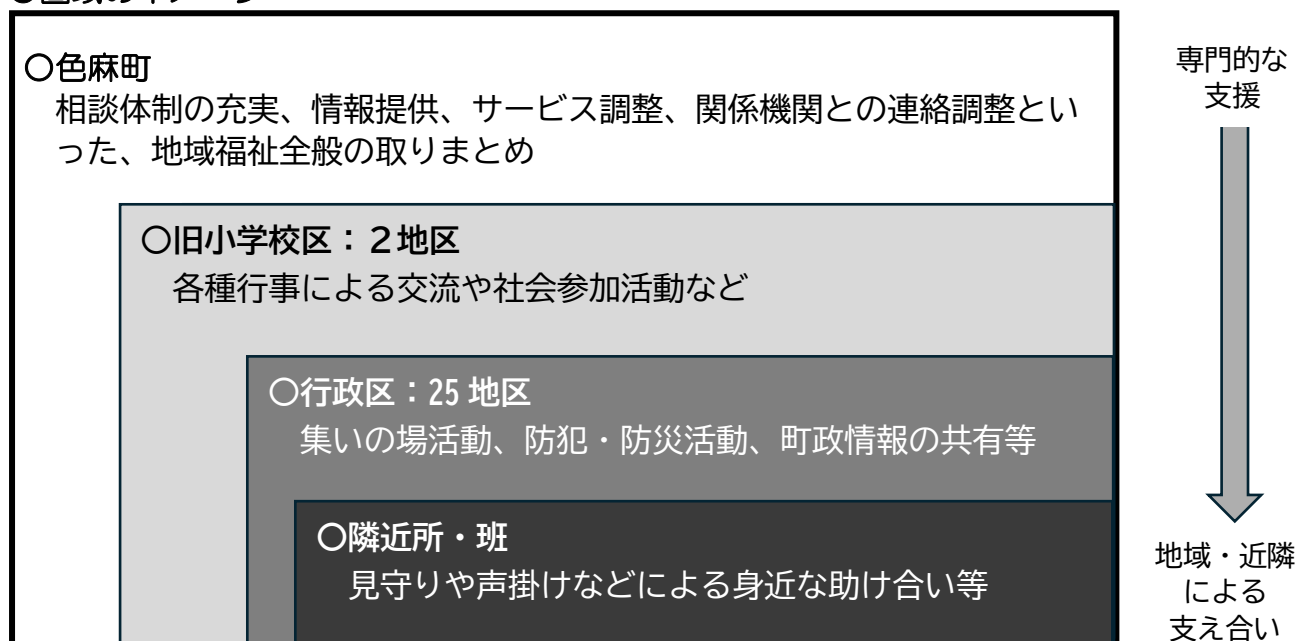 〇色麻町
相談体制の充実、情報提供、サービス調整、関係機関との連絡調整とい
った、地域福祉全般の取りまとめ
〇旧小学校区：２地区
各種行事による交流や社会参加活動など
〇行政区：25 地区
集いの場活動、防犯・防災活動、町政情報の共有等
〇隣近所・班
見守りや声掛けなどによる身近な助け合い等
専門的な
支援
地域・近隣
による
支え合い